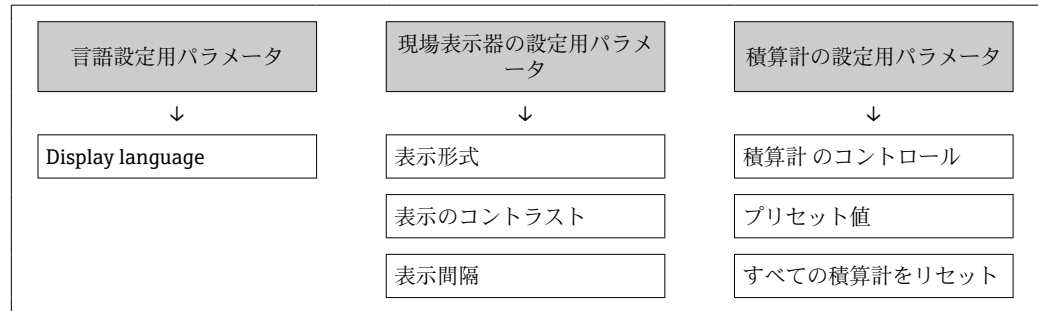 言語設定用パラメータ
↓
Display language
現場表示器の設定用パラメ
ータ
↓
表示形式
表示のコントラスト
表示間隔
積算計の設定用パラメータ
↓
積算計 のコントロール
プリセット値
すべての積算計をリセット